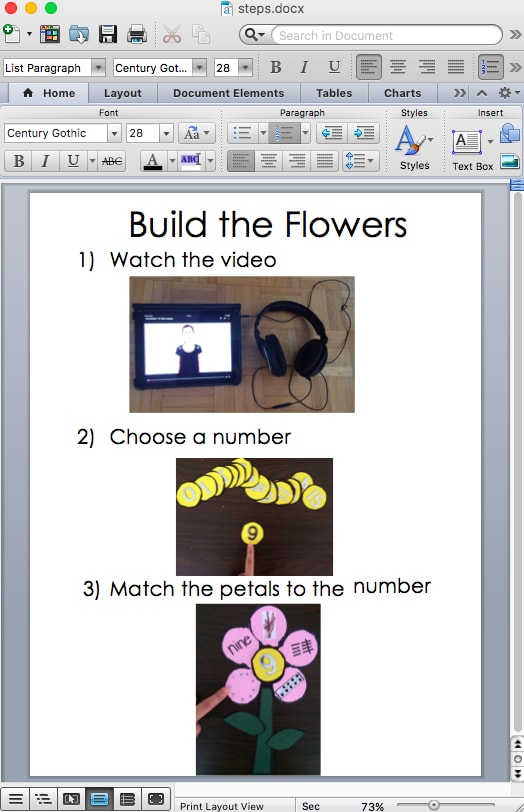 steps.docx
Search in Document
List Paragraph Century Got... 28 B I U
Home Layout Document Elements Tables Charts
Font Paragraph Styles Insert
Century Gothic 28 Aa
B I U ABC A ABC Styles Text Box
Build the Flowers
1) Watch the video
2) Choose a number
0
15
9
3) Match the petals to the number
nine
9
Print Layout View Sec 73%